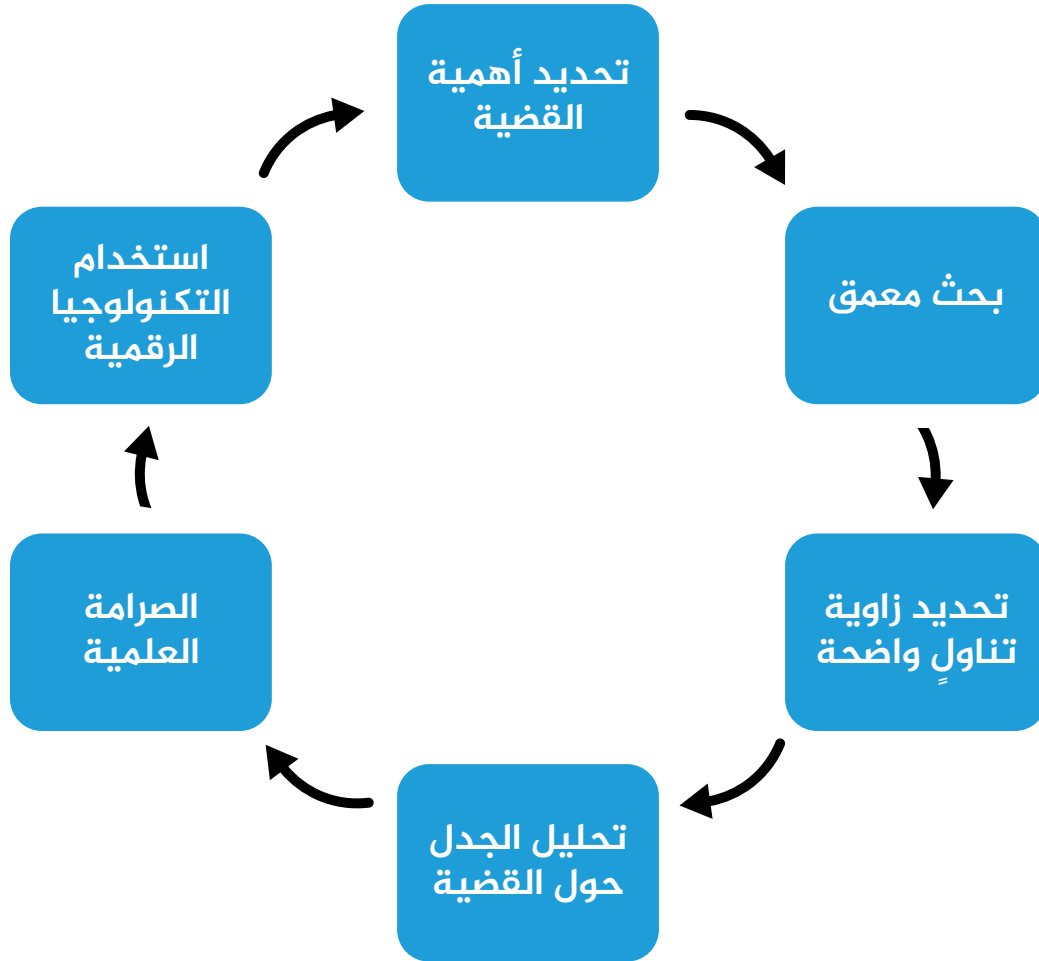 تحديد أهمية
القضية
بحث معمق
تحديد زاوية
تناولٍ واضحة
تحليل الجدل
حول القضية
الصرامة
العلمية
استخدام
التكنولوجيا
الرقمية